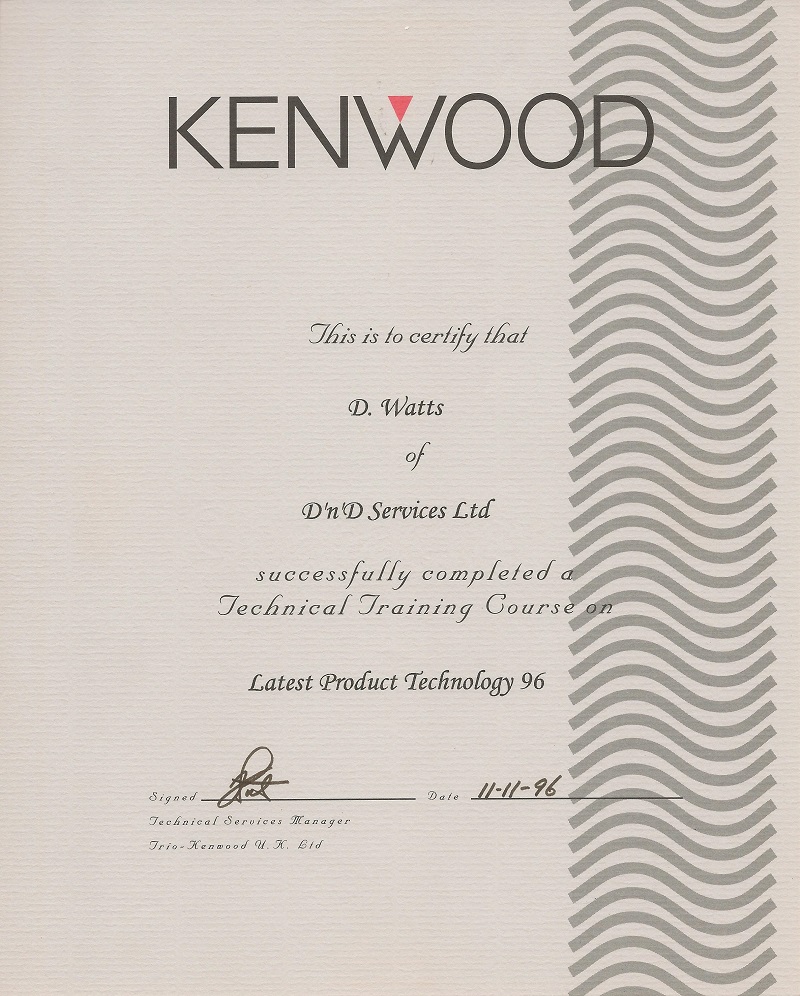 KENWOOD
This is to certify that
D. Watts
of
D'n'D Services Ltd
successfully completed a
Technical Training Course on
Latest Product Technology 96
Signed Date 11-11-96
Technical Services Manager
Trio-Kenwood U.K. Ltd